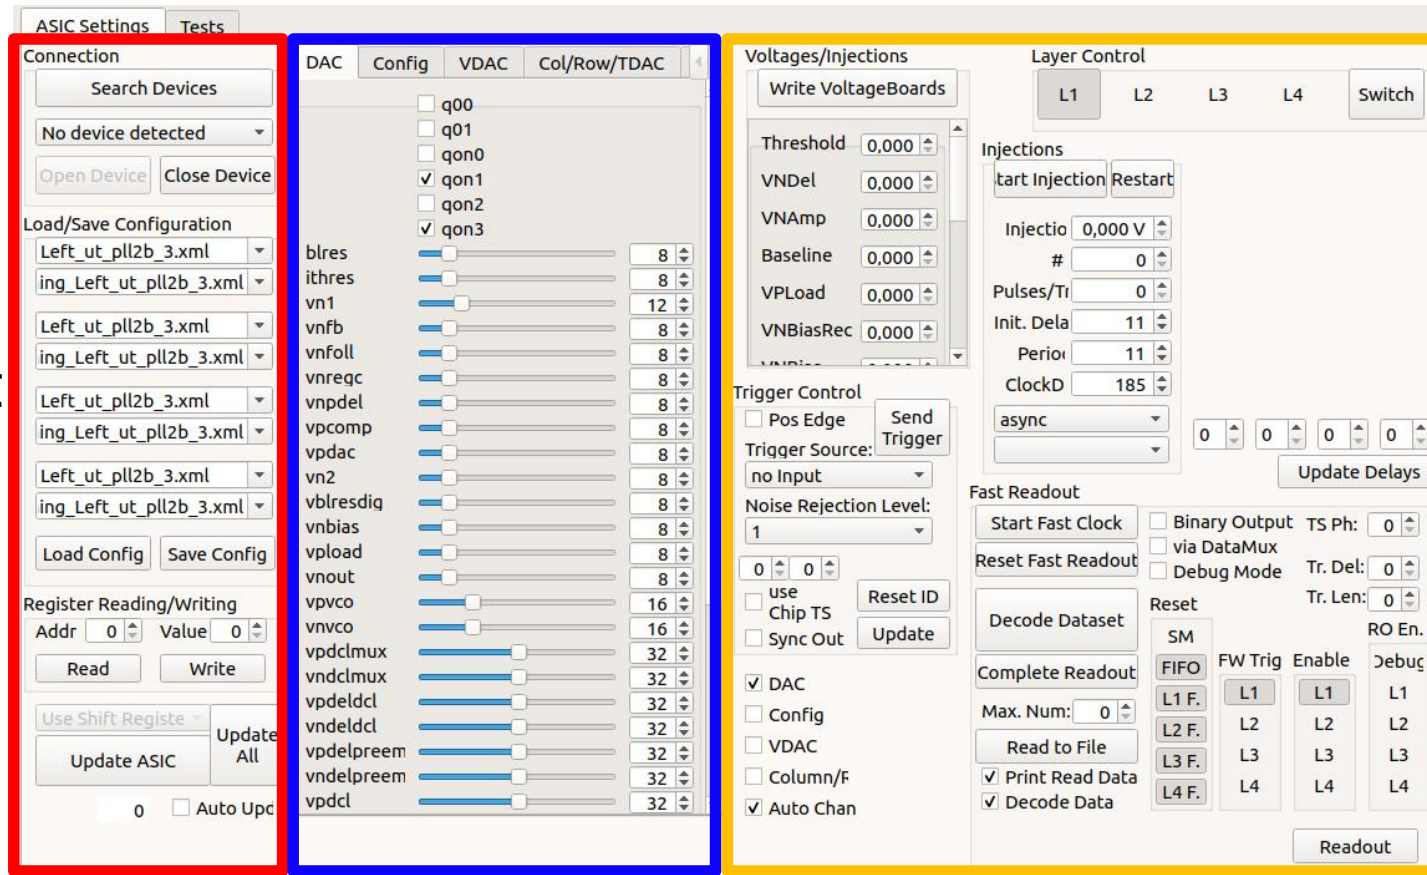 ASIC Settings Tests
Connection
Search Devices
No device detected
Open Device Close Device
Load/Save Configuration
Left_ut_pll2b_3.xml
ing_Left_ut_pll2b_3.xml
Left_ut_pll2b_3.xml
ing_Left_ut_pll2b_3.xml
Left_ut_pll2b_3.xml
ing_Left_ut_pll2b_3.xml
Left_ut_pll2b_3.xml
ing_Left_ut_pll2b_3.xml
Load Config Save Config
Register Reading/Writing
Addr 0 Value 0
Read Write
Use Shift Registe
Update ASIC
Update
All
0 Auto Upd
DAC Config VDAC Col/Row/TDAC
q00
q01
qon0
qon1
qon2
qon3
blres 8
ithres 8
vn1 12
vnfb 8
vnfoll 8
vnregc 8
vnpdel 8
vpcomp 8
vpdac 8
vn2 8
vblresdig 8
vnbias 8
vpload 8
vnout 8
vpvco 16
vnvco 16
vpdclmux 32
vndclmux 32
vpdeldcl 32
vndeldcl 32
vpdelpreem 32
vndelpreem 32
vpdcl 32
Voltages/Injections
Write VoltageBoards
Threshold 0,000
VNDel 0,000
VNAmp 0,000
Baseline 0,000
VPLoad 0,000
VNBiasRec 0,000
Layer Control
L1 L2 L3 L4 Switch
Injections
tart Injection Restart
Injectio 0,000 V
# 0
Pulses/Tr 0
Init. Dela 11
Perio 11
ClockD 185
async
0 0 0 0
Update Delays
Trigger Control
Pos Edge
Send
Trigger
Trigger Source:
no Input
Noise Rejection Level:
1
0 0
use
Chip TS
Reset ID
Sync Out Update
DAC
Config
VDAC
Column/F
Auto Chan
Fast Readout
Start Fast Clock
Reset Fast Readout
Decode Dataset
Complete Readout
Max. Num: 0
Read to File
Print Read Data
Decode Data
Binary Output
via DataMux
Debug Mode
TS Ph: 0
Tr. Del: 0
Tr. Len: 0
Reset
SM
FIFO
L1 F.
L2 F.
L3 F.
L4 F.
FW Trig
L1
L2
L3
L4
Enable
L1
L2
L3
L4
RO En.
Debug
L1
L2
L3
L4
Readout